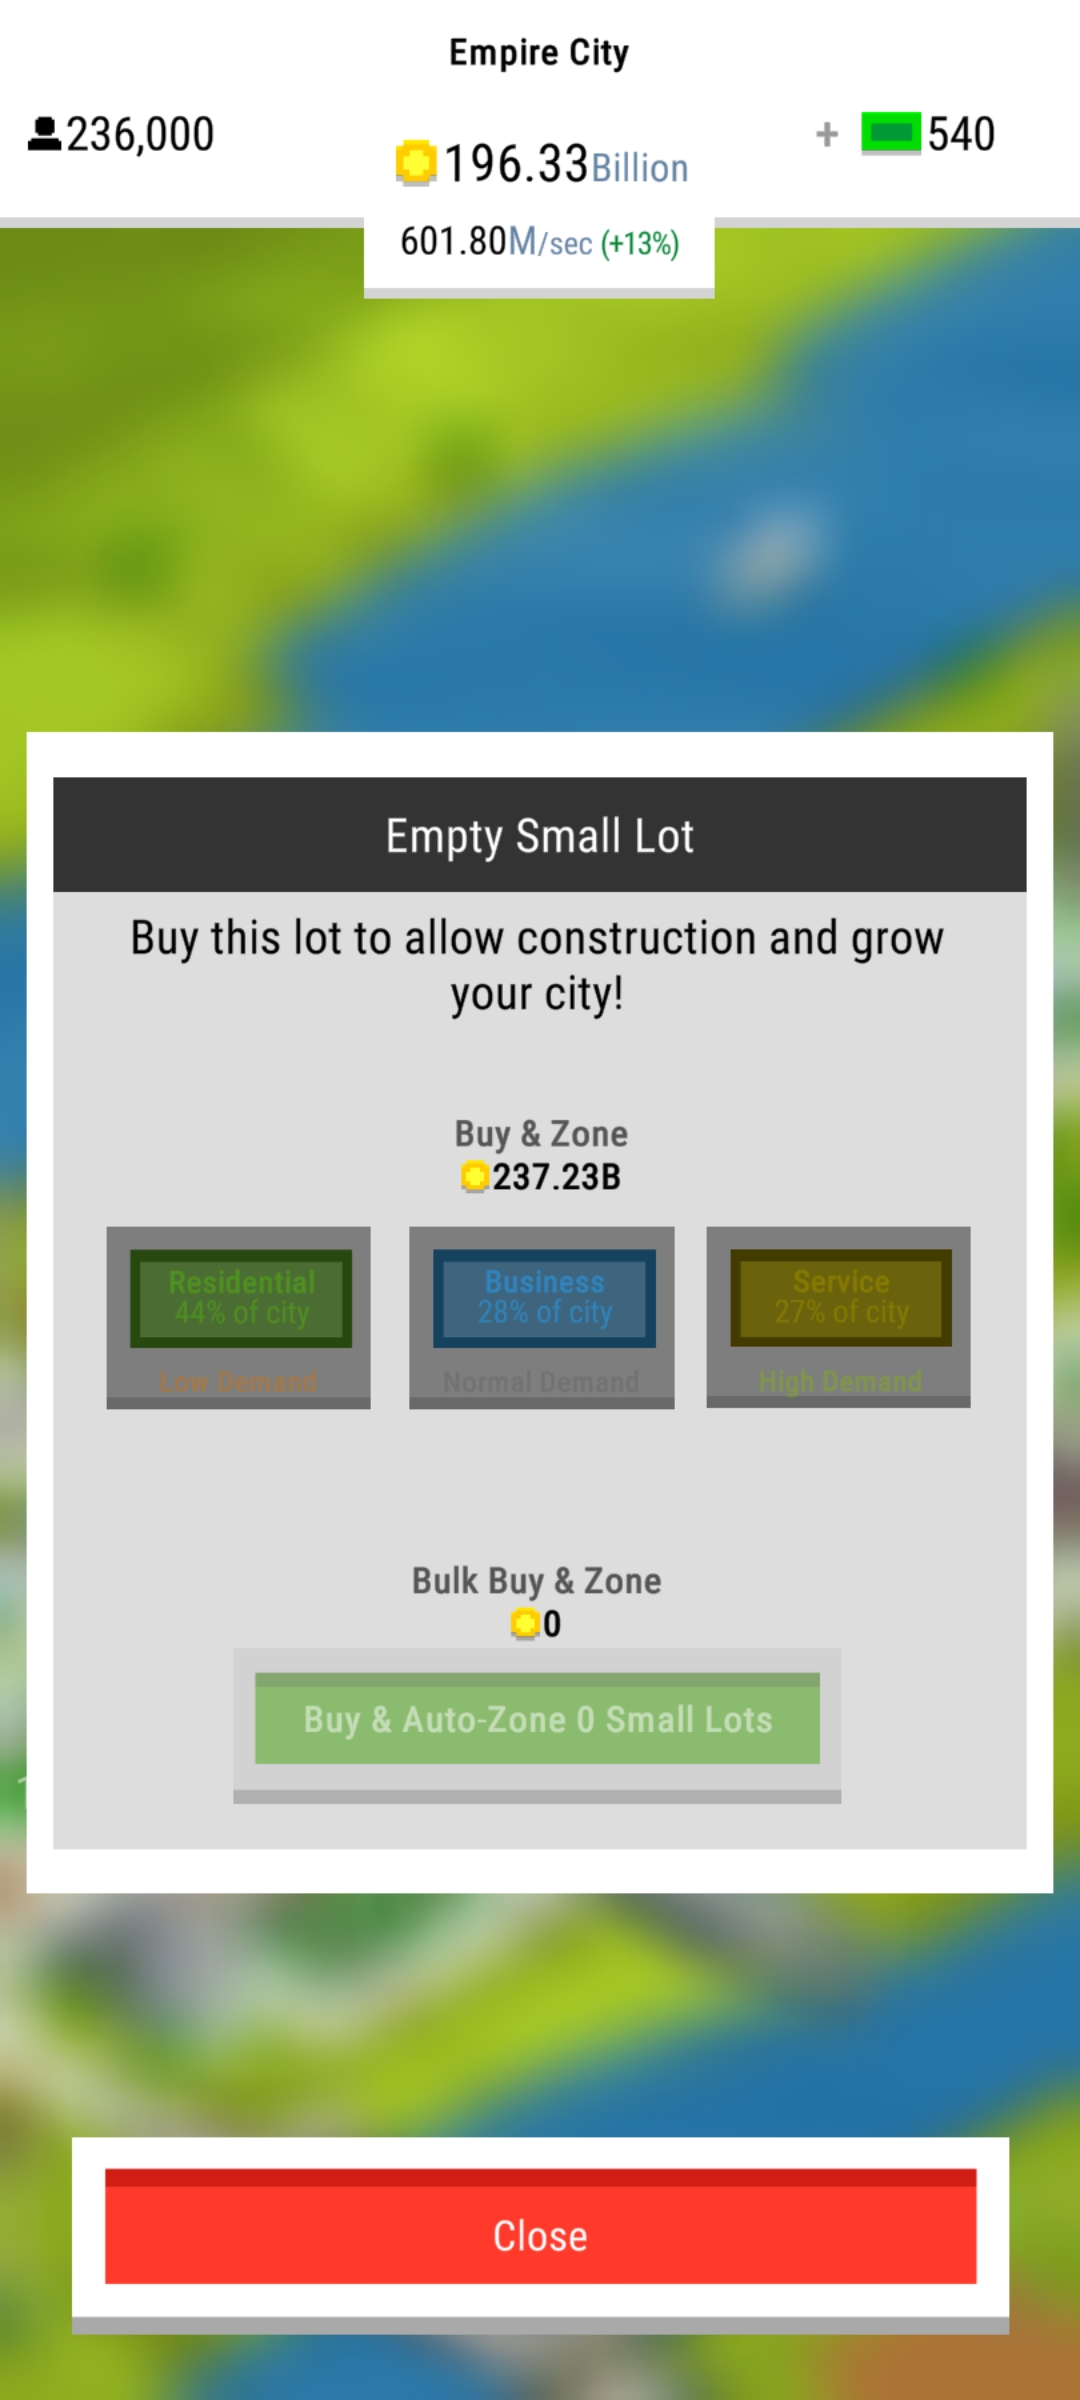 Empire City
236,000
196.33Billion
+ 540
601.80M/sec (+13%)
Empty Small Lot
Buy this lot to allow construction and grow
your city!
Buy & Zone
237.23B
Residential
44% of city
Low Demand
Business
28% of city
Normal Demand
Service
27% of city
High Demand
Bulk Buy & Zone
0
Buy & Auto-Zone 0 Small Lots
Close